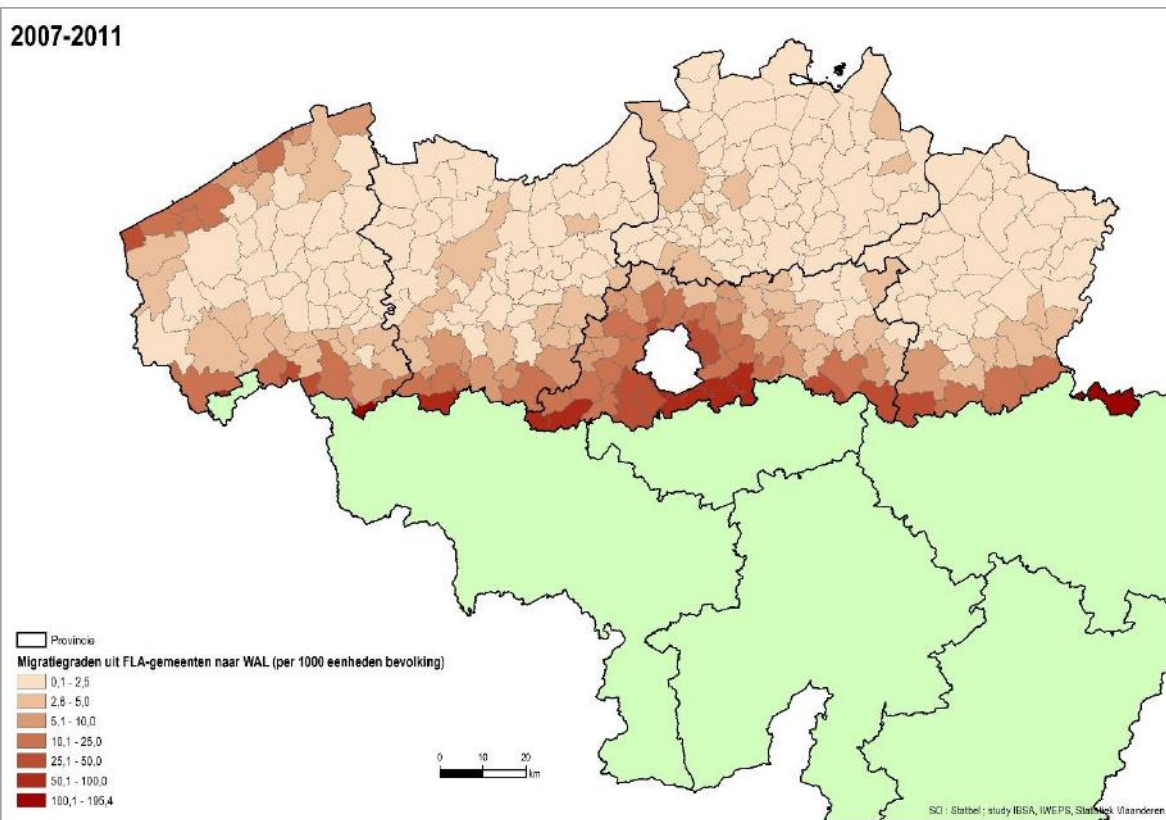 2007-2011
Provincie
Migratiegraden uit FLA-gemeenten naar WAL (per 1000 eenheden bevolking)
0,1 - 2,5
2,6 - 5,0
5,1 - 10,0
10,1 - 25,0
25,1 - 50,0
50,1 - 100,0
100,1 - 195,4
0 10 20
km
SO : Statbel ; study IBSA, IWEPS, Statistiek Vlaanderen